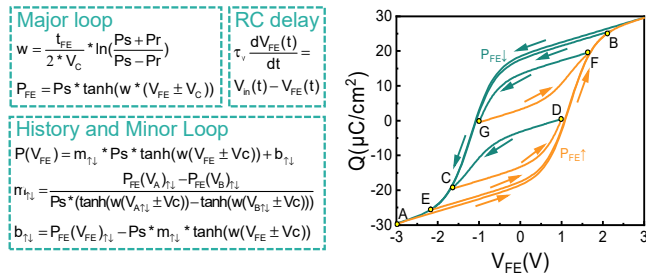 Major loop
w = t_FE / (2*V_C) * ln((Ps+Pr)/(Ps−Pr))
P_FE = Ps*tanh(w*(V_FE ± V_C))
RC delay
τ_v dV_FE(t)/dt =
V_in(t) − V_FE(t)
History and Minor Loop
P(V_FE) = m_↑↓ * Ps * tanh(w(V_FE ± Vc)) + b_↑↓
m_↑↓ = (P_FE(V_A)_↑↓ − P_FE(V_B)_↑↓) / (Ps*(tanh(w(V_A↑↓ ± Vc)) − tanh(w(V_B↑↓ ± Vc))))
b_↑↓ = P_FE(V_FE)_↑↓ − Ps*m_↑↓ * tanh(w(V_FE ± Vc))
Q(μC/cm²)
30
20
10
0
-10
-20
-30
P_FE↓
B
F
G
D
C
P_FE↑
E
A
-3 -2 -1 0 1 2 3
V_FE(V)